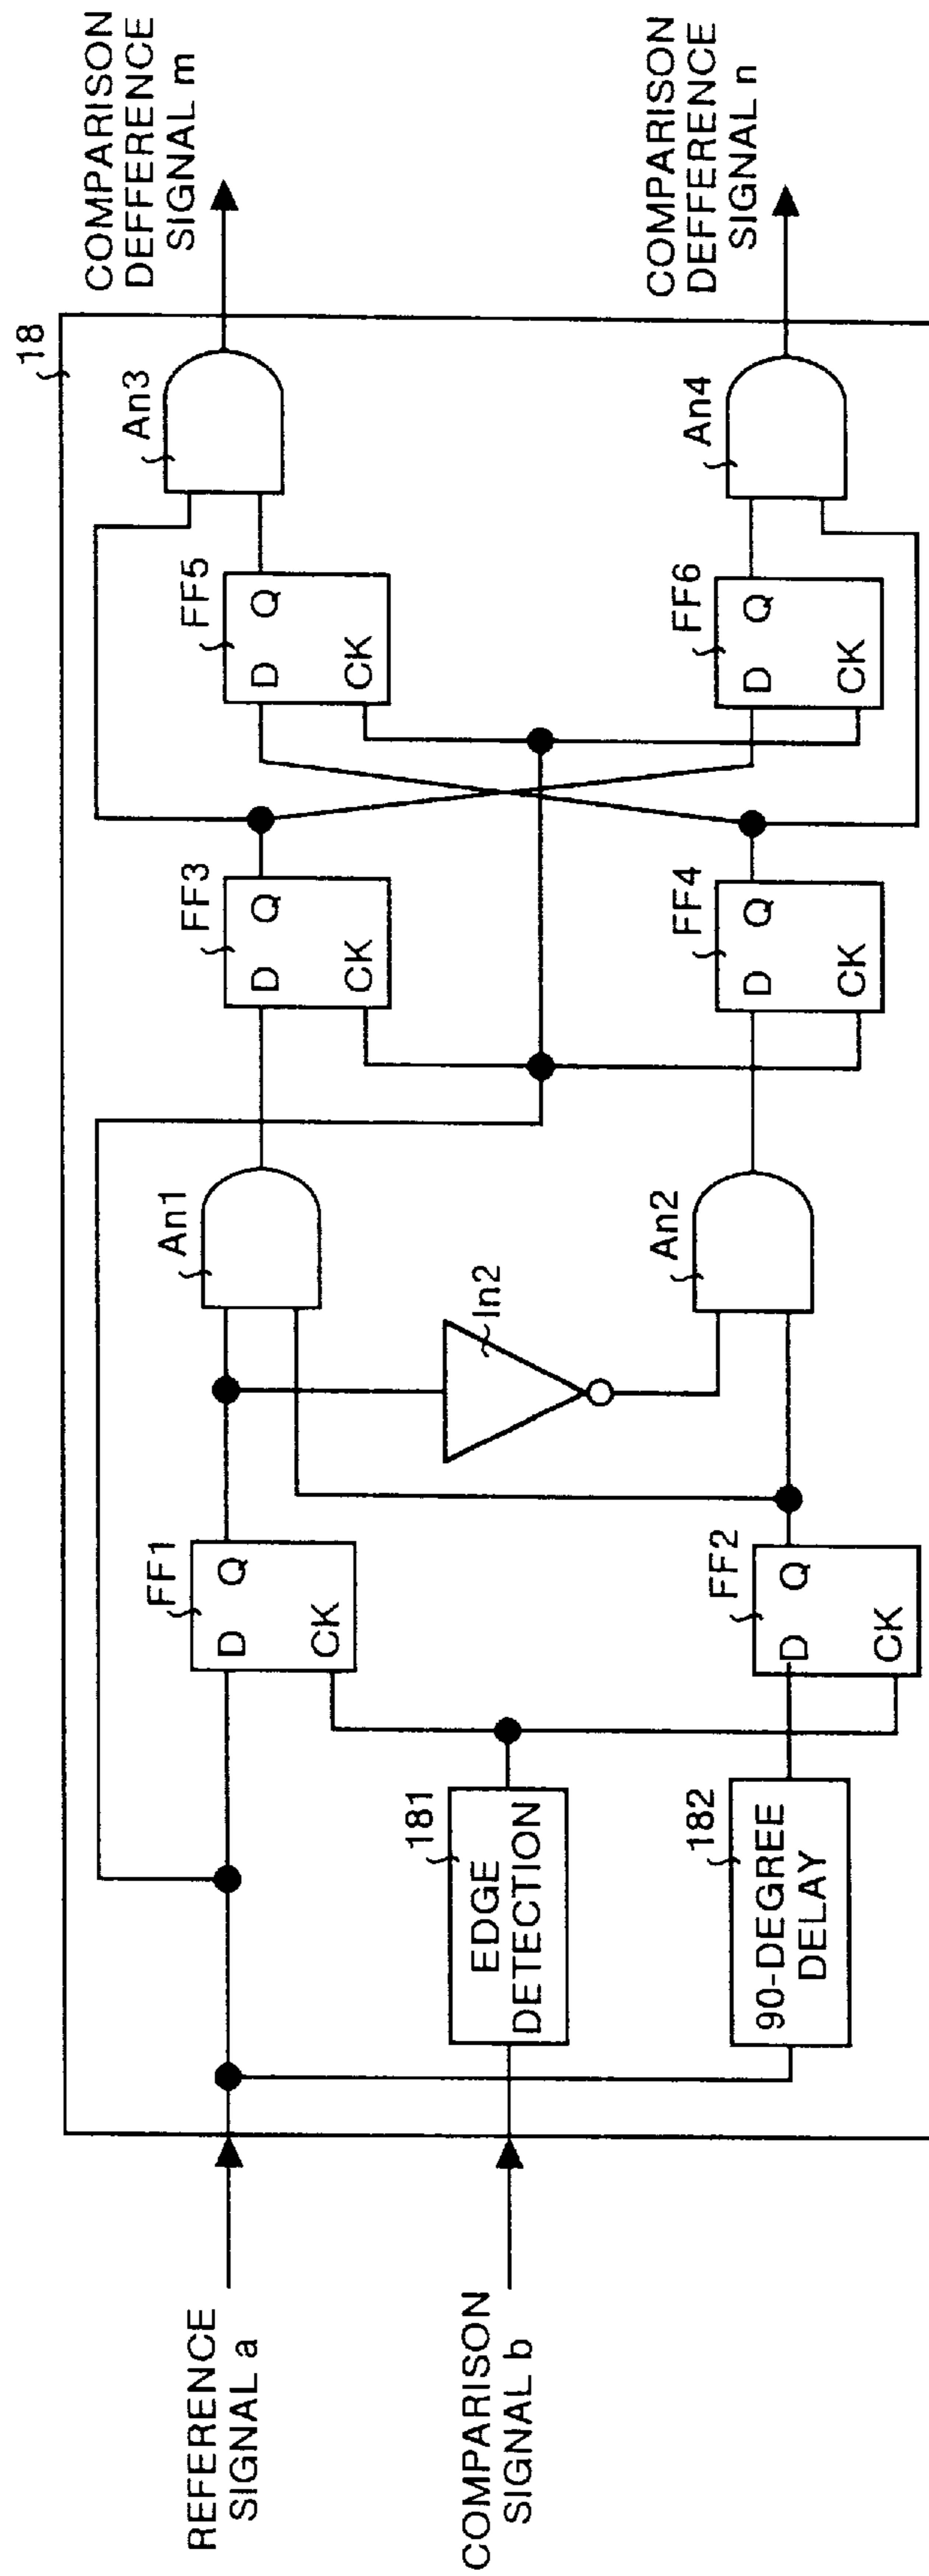 REFERENCE
SIGNAL a
COMPARISON
SIGNAL b
18
181
EDGE
DETECTION
182
90-DEGREE
DELAY
FF1
D Q
CK
FF2
D Q
CK
In2
An1
An2
FF3
D Q
CK
FF4
D Q
CK
FF5
D Q
CK
FF6
D Q
CK
An3
An4
COMPARISON
DEFFERENCE
SIGNAL m
COMPARISON
DEFFERENCE
SIGNAL n